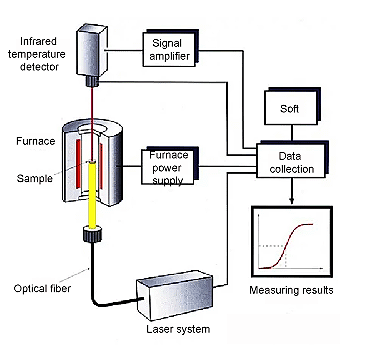 Infrared
temperature
detector
Signal
amplifier
Soft
Furnace
Sample
Furnace
power
supply
Data
collection
Optical fiber
Measuring results
Laser system